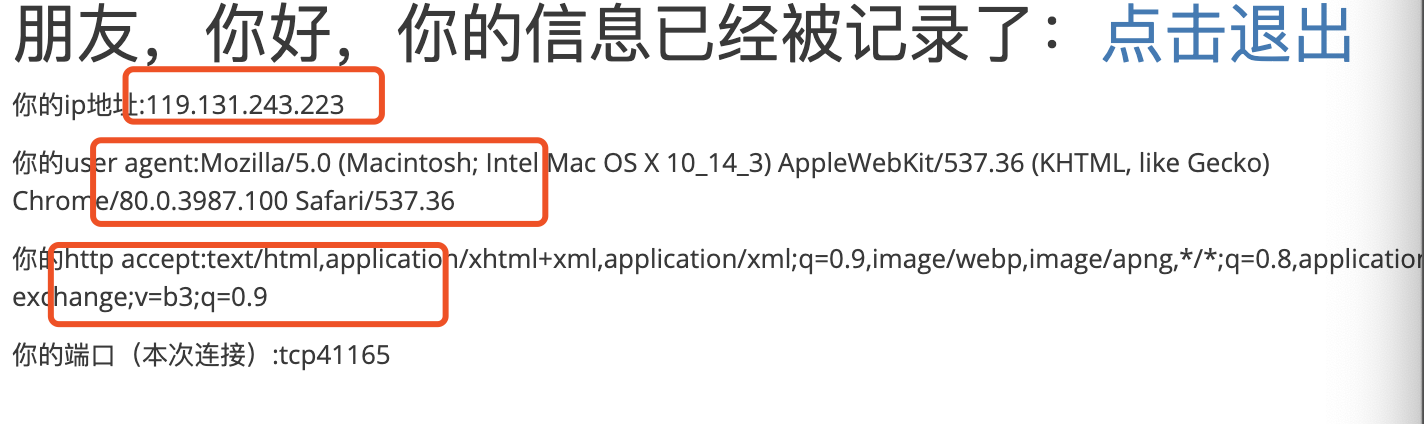 朋友，你好，你的信息已经被记录了：点击退出
你的ip地址:119.131.243.223
你的user agent:Mozilla/5.0 (Macintosh; Intel Mac OS X 10_14_3) AppleWebKit/537.36 (KHTML, like Gecko)
Chrome/80.0.3987.100 Safari/537.36
你的http accept:text/html,application/xhtml+xml,application/xml;q=0.9,image/webp,image/apng,*/*;q=0.8,application
exchange;v=b3;q=0.9
你的端口（本次连接）:tcp41165